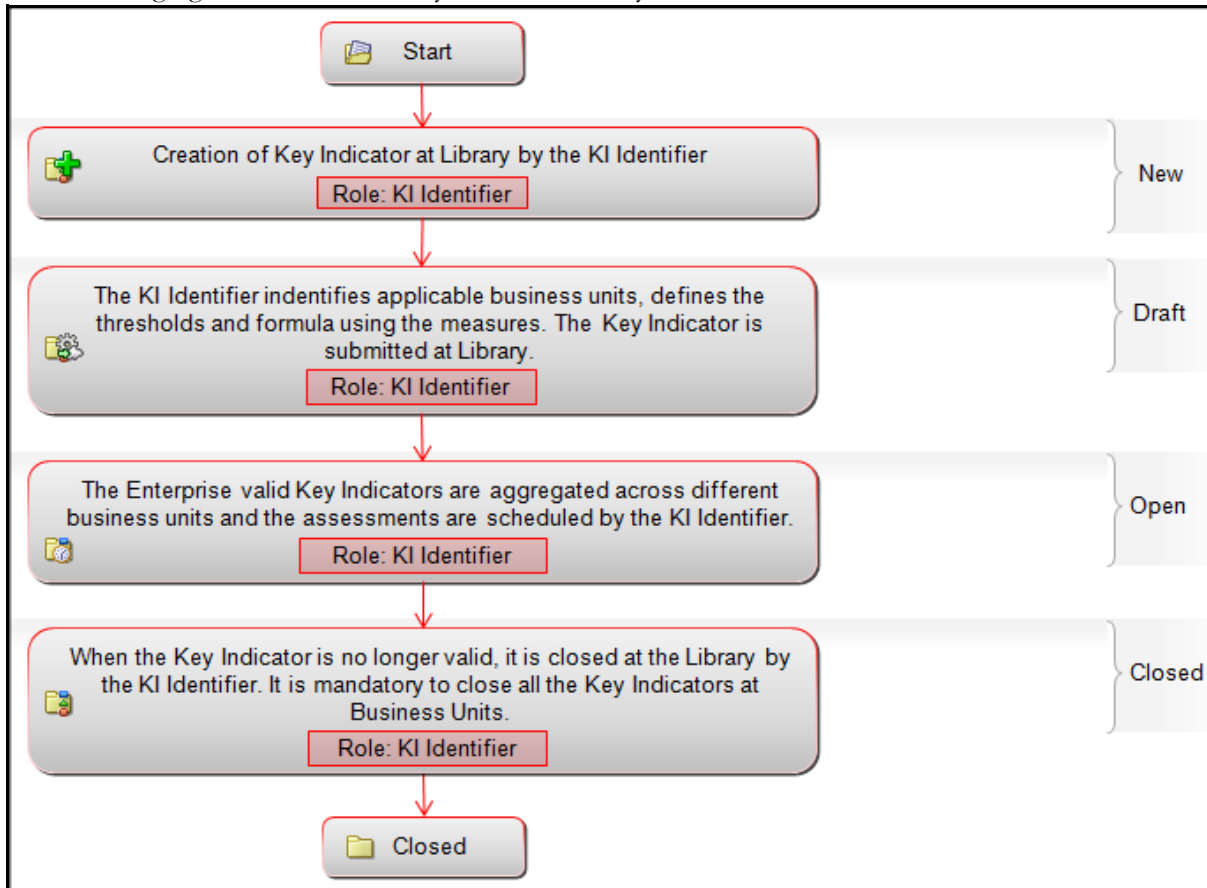 Start
Creation of Key Indicator at Library by the KI Identifier
Role: KI Identifier
New
The KI Identifier indentifies applicable business units, defines the
thresholds and formula using the measures. The Key Indicator is
submitted at Library.
Role: KI Identifier
Draft
The Enterprise valid Key Indicators are aggregated across different
business units and the assessments are scheduled by the KI Identifier.
Role: KI Identifier
Open
When the Key Indicator is no longer valid, it is closed at the Library by
the KI Identifier. It is mandatory to close all the Key Indicators at
Business Units.
Role: KI Identifier
Closed
Closed